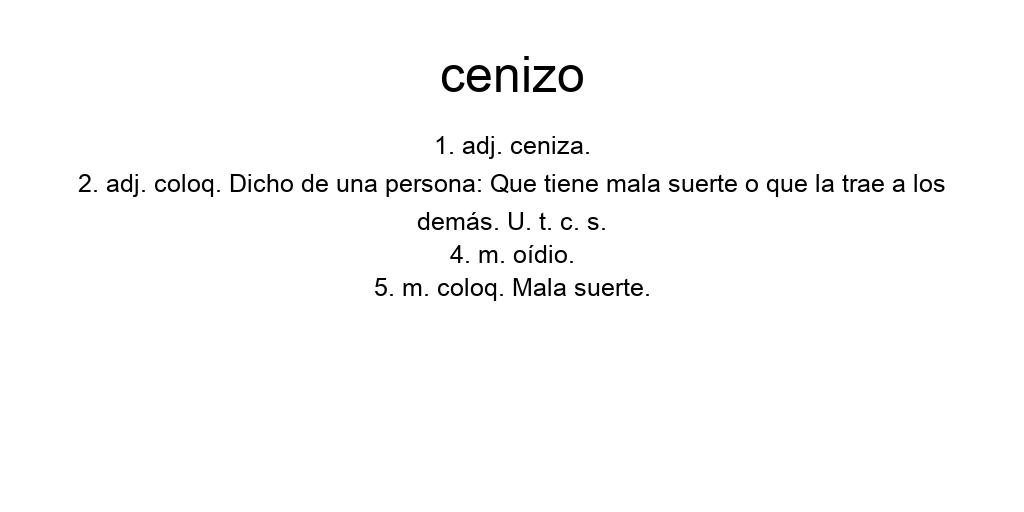 cenizo
1. adj. ceniza.
2. adj. coloq. Dicho de una persona: Que tiene mala suerte o que la trae a los
demás. U. t. c. s.
4. m. oídio.
5. m. coloq. Mala suerte.